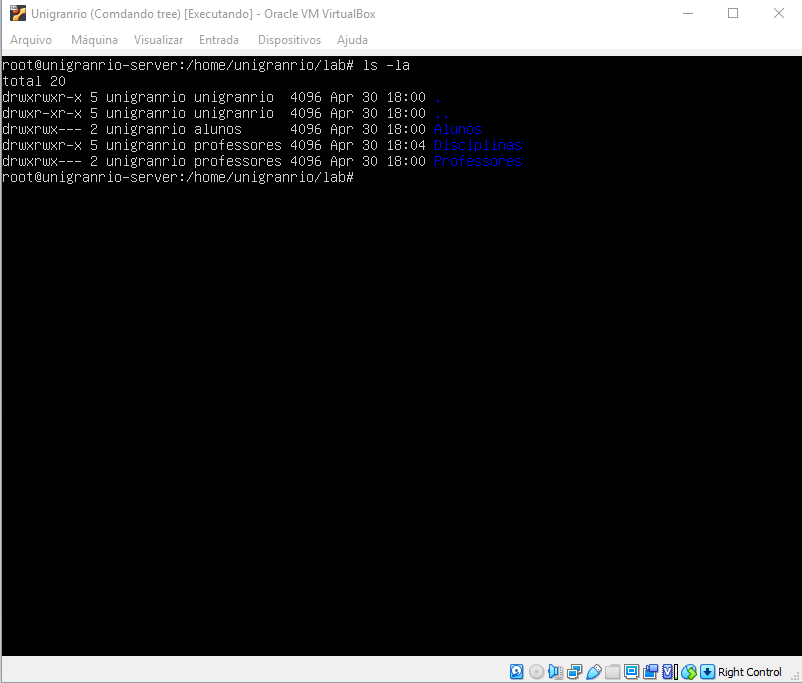 Unigranrio (Comdando tree) [Executando] - Oracle VM VirtualBox
Arquivo Máquina Visualizar Entrada Dispositivos Ajuda
root@unigranrio-server:/home/unigranrio/lab# ls -la
total 20
drwxrwxr-x 5 unigranrio unigranrio  4096 Apr 30 18:00 .
drwxr-xr-x 5 unigranrio unigranrio  4096 Apr 30 18:00 ..
drwxrwx--- 2 unigranrio alunos      4096 Apr 30 18:00 Alunos
drwxrwxr-x 5 unigranrio professores 4096 Apr 30 18:04 Disciplinas
drwxrwx--- 2 unigranrio professores 4096 Apr 30 18:00 Professores
root@unigranrio-server:/home/unigranrio/lab#
Right Control